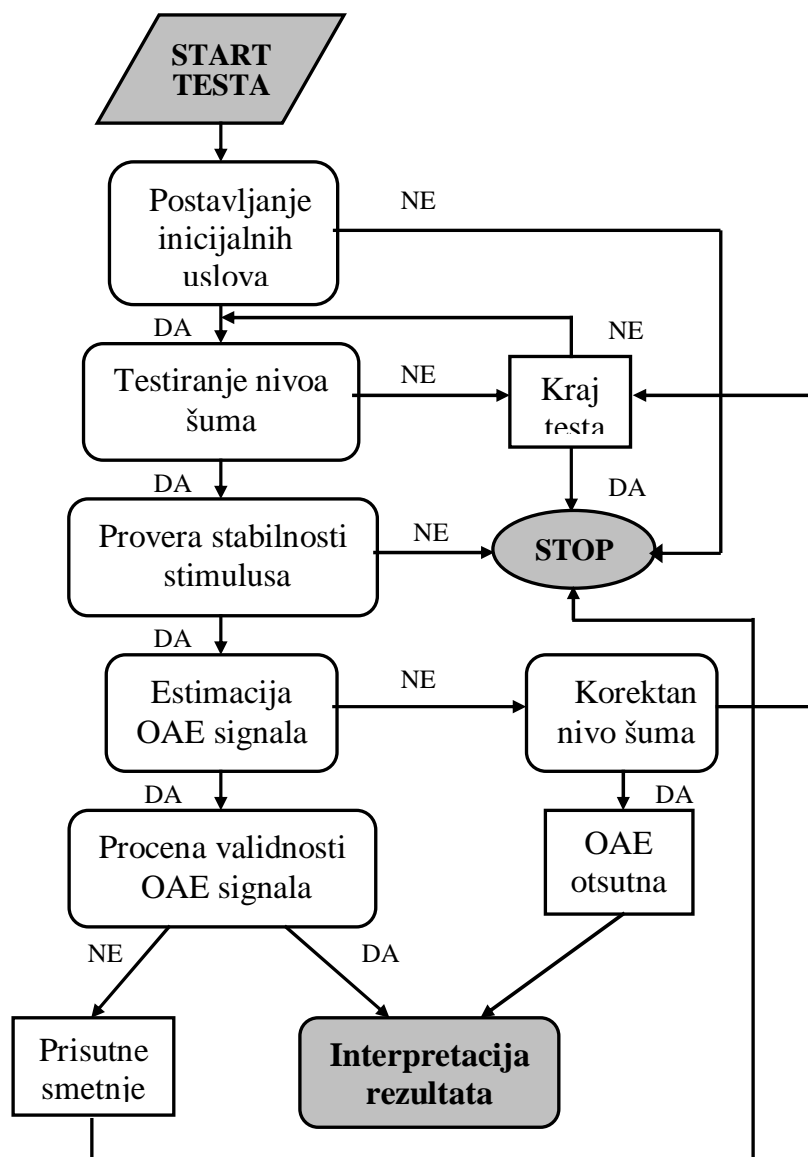 START
TESTA
Postavljanje
inicijalnih
uslova
NE
DA
NE
Testiranje nivoa
šuma
NE
Kraj
testa
DA
DA
Provera stabilnosti
stimulusa
NE
STOP
DA
Estimacija
OAE signala
NE
Korektan
nivo šuma
DA
DA
Procena validnosti
OAE signala
OAE
otsutna
NE
DA
Prisutne
smetnje
Interpretacija
rezultata